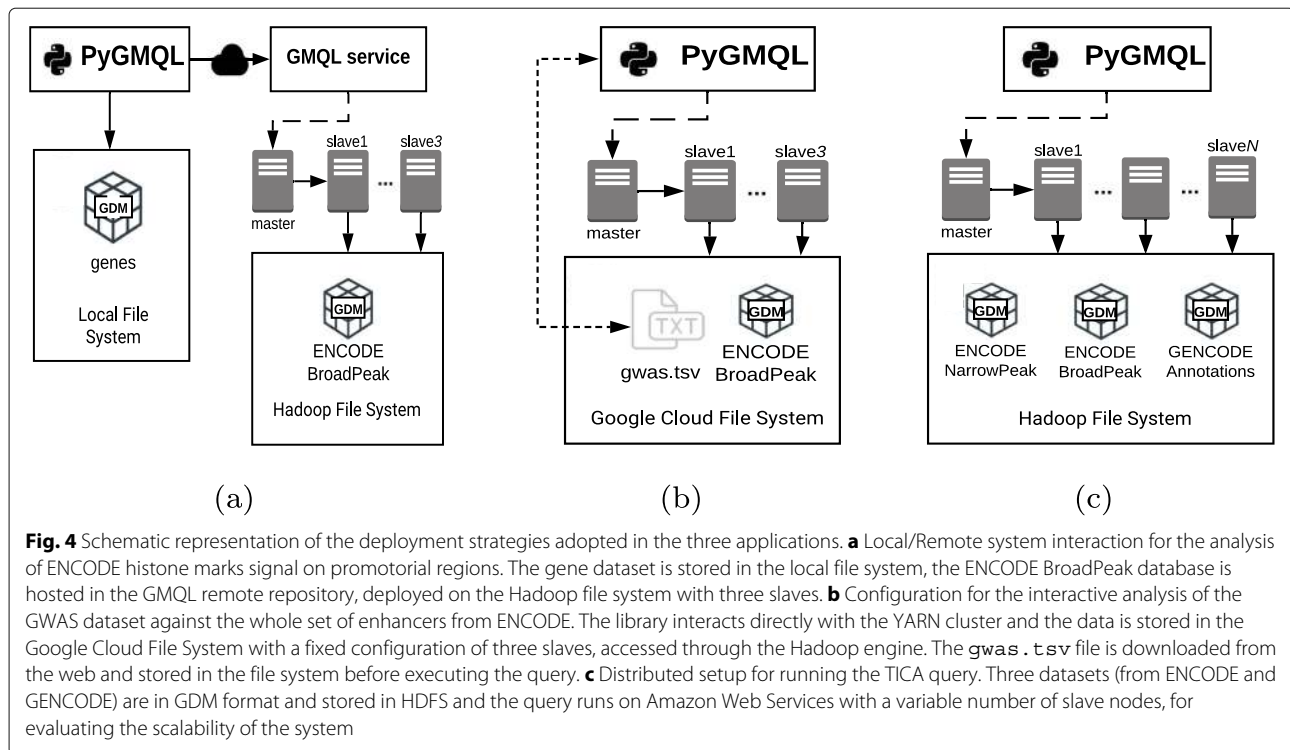 PyGMQL
GMQL service
slave1
slave3
...
master
GDM
genes
Local File
System
GDM
ENCODE
BroadPeak
Hadoop File System
(a)
PyGMQL
slave1
slave3
...
master
TXT
gwas.tsv
GDM
ENCODE
BroadPeak
Google Cloud File System
(b)
PyGMQL
slave1
slaveN
...
...
master
GDM
ENCODE
NarrowPeak
GDM
ENCODE
BroadPeak
GDM
GENCODE
Annotations
Hadoop File System
(c)
Fig. 4 Schematic representation of the deployment strategies adopted in the three applications. a Local/Remote system interaction for the analysis
of ENCODE histone marks signal on promotorial regions. The gene dataset is stored in the local file system, the ENCODE BroadPeak database is
hosted in the GMQL remote repository, deployed on the Hadoop file system with three slaves. b Configuration for the interactive analysis of the
GWAS dataset against the whole set of enhancers from ENCODE. The library interacts directly with the YARN cluster and the data is stored in the
Google Cloud File System with a fixed configuration of three slaves, accessed through the Hadoop engine. The gwas.tsv file is downloaded from
the web and stored in the file system before executing the query. c Distributed setup for running the TICA query. Three datasets (from ENCODE and
GENCODE) are in GDM format and stored in HDFS and the query runs on Amazon Web Services with a variable number of slave nodes, for
evaluating the scalability of the system